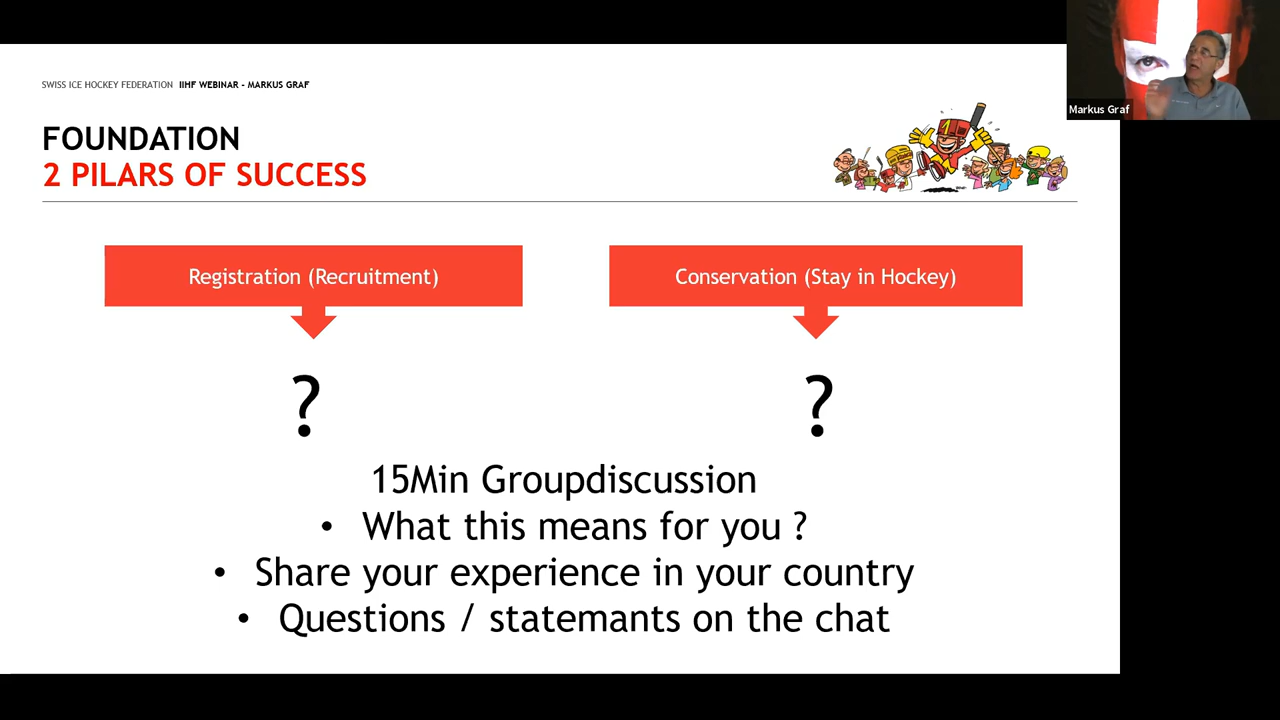 SWISS ICE HOCKEY FEDERATION IIHF WEBINAR - MARKUS GRAF
Markus Graf
FOUNDATION
2 PILARS OF SUCCESS
Registration (Recruitment)
Conservation (Stay in Hockey)
?
?
15Min Groupdiscussion
• What this means for you ?
• Share your experience in your country
• Questions / statemants on the chat